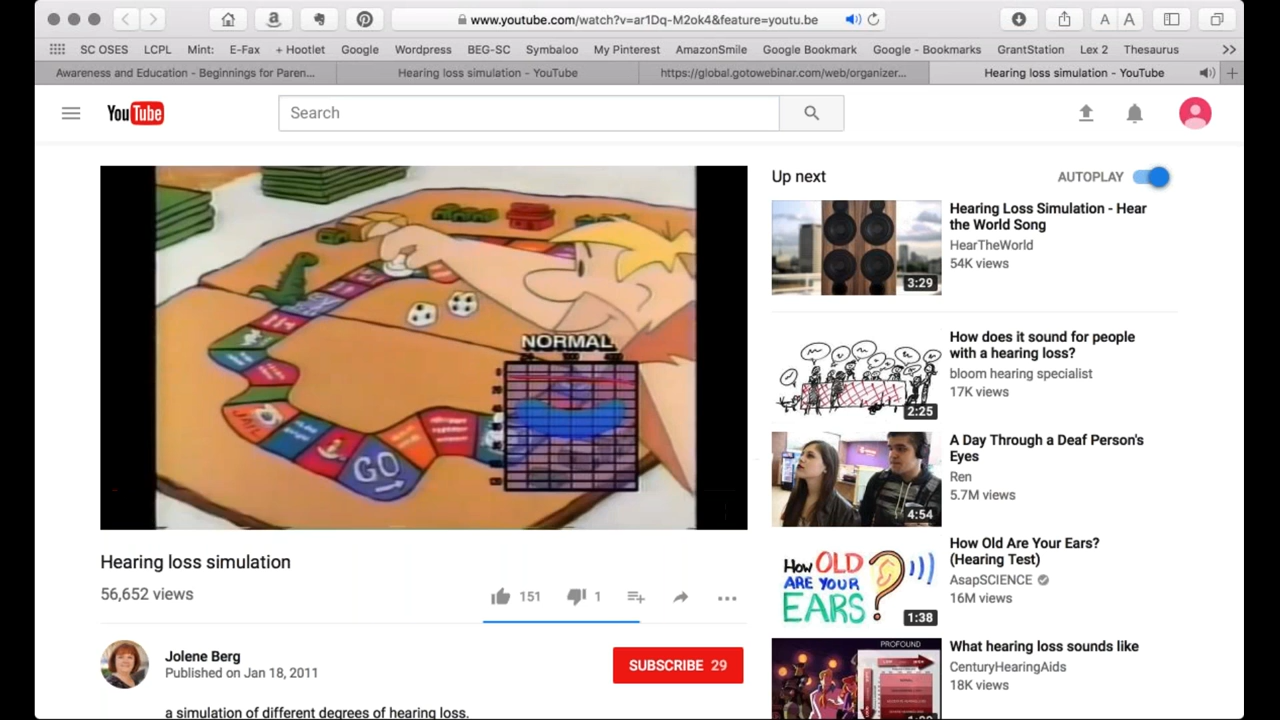 www.youtube.com/watch?v=ar1Dq-M2ok4&feature=youtu.be
A A
SC OSES LCPL Mint: E-Fax + Hootlet Google Wordpress BEG-SC Symbaloo My Pinterest AmazonSmile Google Bookmark Google - Bookmarks GrantStation Lex 2 Thesaurus
Awareness and Education - Beginnings for Paren... Hearing loss simulation - YouTube https://global.gotowebinar.com/web/organizer... Hearing loss simulation - YouTube
YouTube
Search
Up next
AUTOPLAY
Hearing Loss Simulation - Hear
the World Song
HearTheWorld
54K views
3:29
How does it sound for people
with a hearing loss?
bloom hearing specialist
17K views
2:25
A Day Through a Deaf Person's
Eyes
Ren
5.7M views
4:54
How Old Are Your Ears?
(Hearing Test)
AsapSCIENCE
16M views
How OLD
ARE YOUR
EARS
?
1:38
What hearing loss sounds like
CenturyHearingAids
18K views
PROFOUND
NORMAL
JAIL
GO
Hearing loss simulation
56,652 views
151 1
Jolene Berg
Published on Jan 18, 2011
SUBSCRIBE 29
a simulation of different degrees of hearing loss.